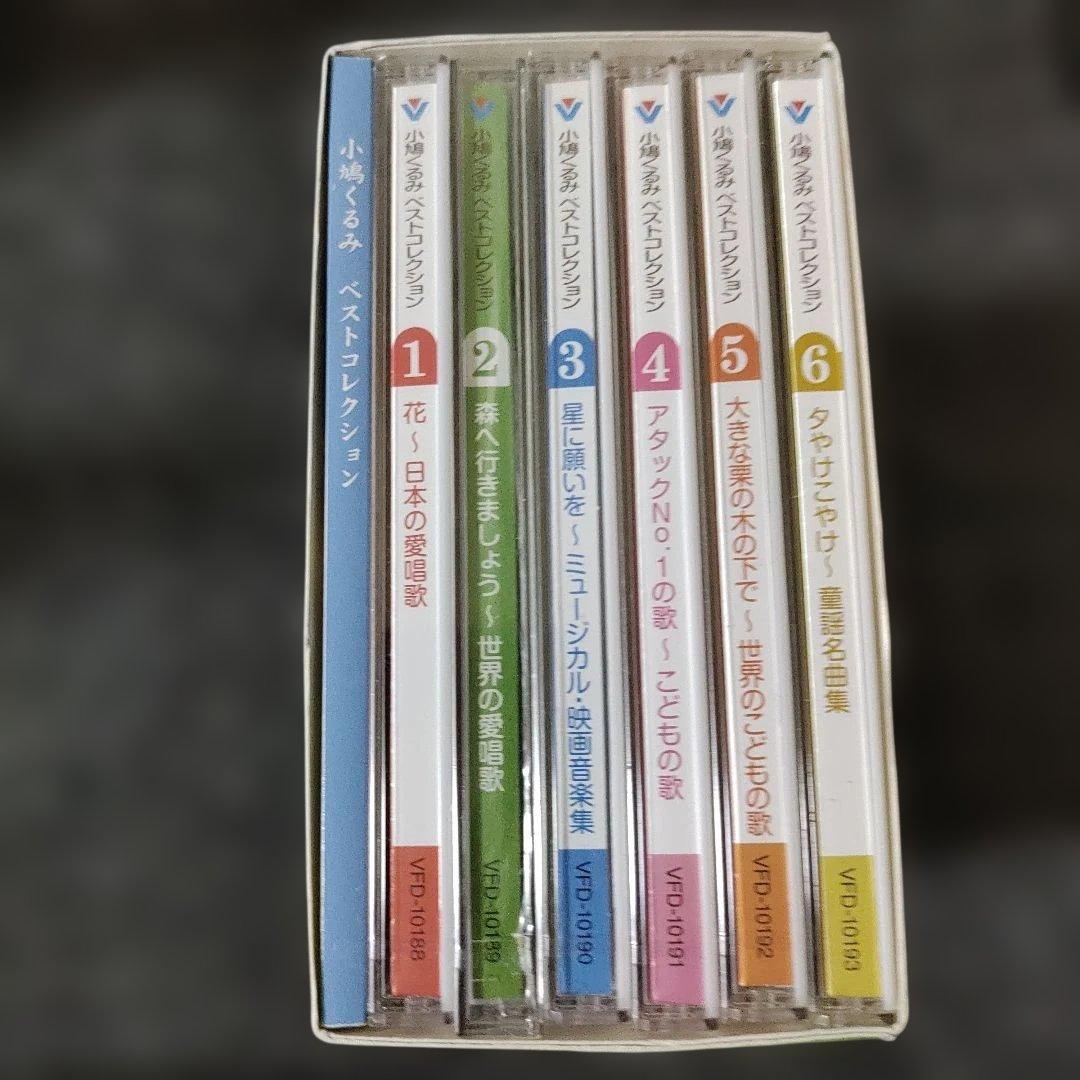 小鳩くるみ ベストコレクション
小鳩くるみ ベストコレクション
1
花～日本の愛唱歌
VFD-10188
小鳩くるみ ベストコレクション
2
森へ行きましょう～世界の愛唱歌
VFD-10189
小鳩くるみ ベストコレクション
3
星に願いを～ミュージカル・映画音楽集
VFD-10190
小鳩くるみ ベストコレクション
4
アタックNo.1の歌～こどもの歌
VFD-10191
小鳩くるみ ベストコレクション
5
大きな栗の木の下で～世界のこどもの歌
VFD-10192
小鳩くるみ ベストコレクション
6
夕やけこやけ～童謡名曲集
VFD-10193